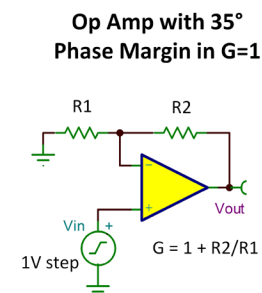 Op Amp with 35°
Phase Margin in G=1
R1
R2
Vin
+
Vout
1V step
G = 1 + R2/R1